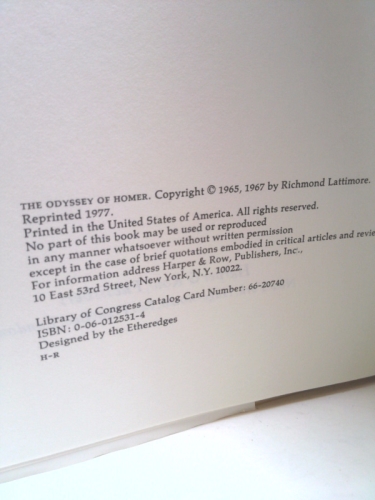 THE ODYSSEY OF HOMER. Copyright © 1965, 1967 by Richmond Lattimore.
Reprinted 1977.
Printed in the United States of America. All rights reserved.
No part of this book may be used or reproduced
in any manner whatsoever without written permission
except in the case of brief quotations embodied in critical articles and
For information address Harper & Row, Publishers, Inc.,
10 East 53rd Street, New York, N.Y. 10022.
Library of Congress Catalog Card Number: 66-20740
ISBN: 0-06-012531-4
Designed by the Etheredges
H-R